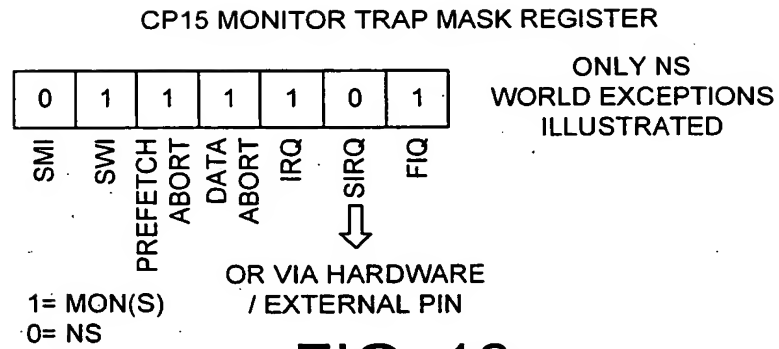 CP15 MONITOR TRAP MASK REGISTER
ONLY NS
WORLD EXCEPTIONS
ILLUSTRATED
0 1 1 1 1 0 1
SMI
SWI
PREFETCH
ABORT
DATA
ABORT
IRQ
SIRQ
FIQ
OR VIA HARDWARE
/ EXTERNAL PIN
1= MON(S)
0= NS